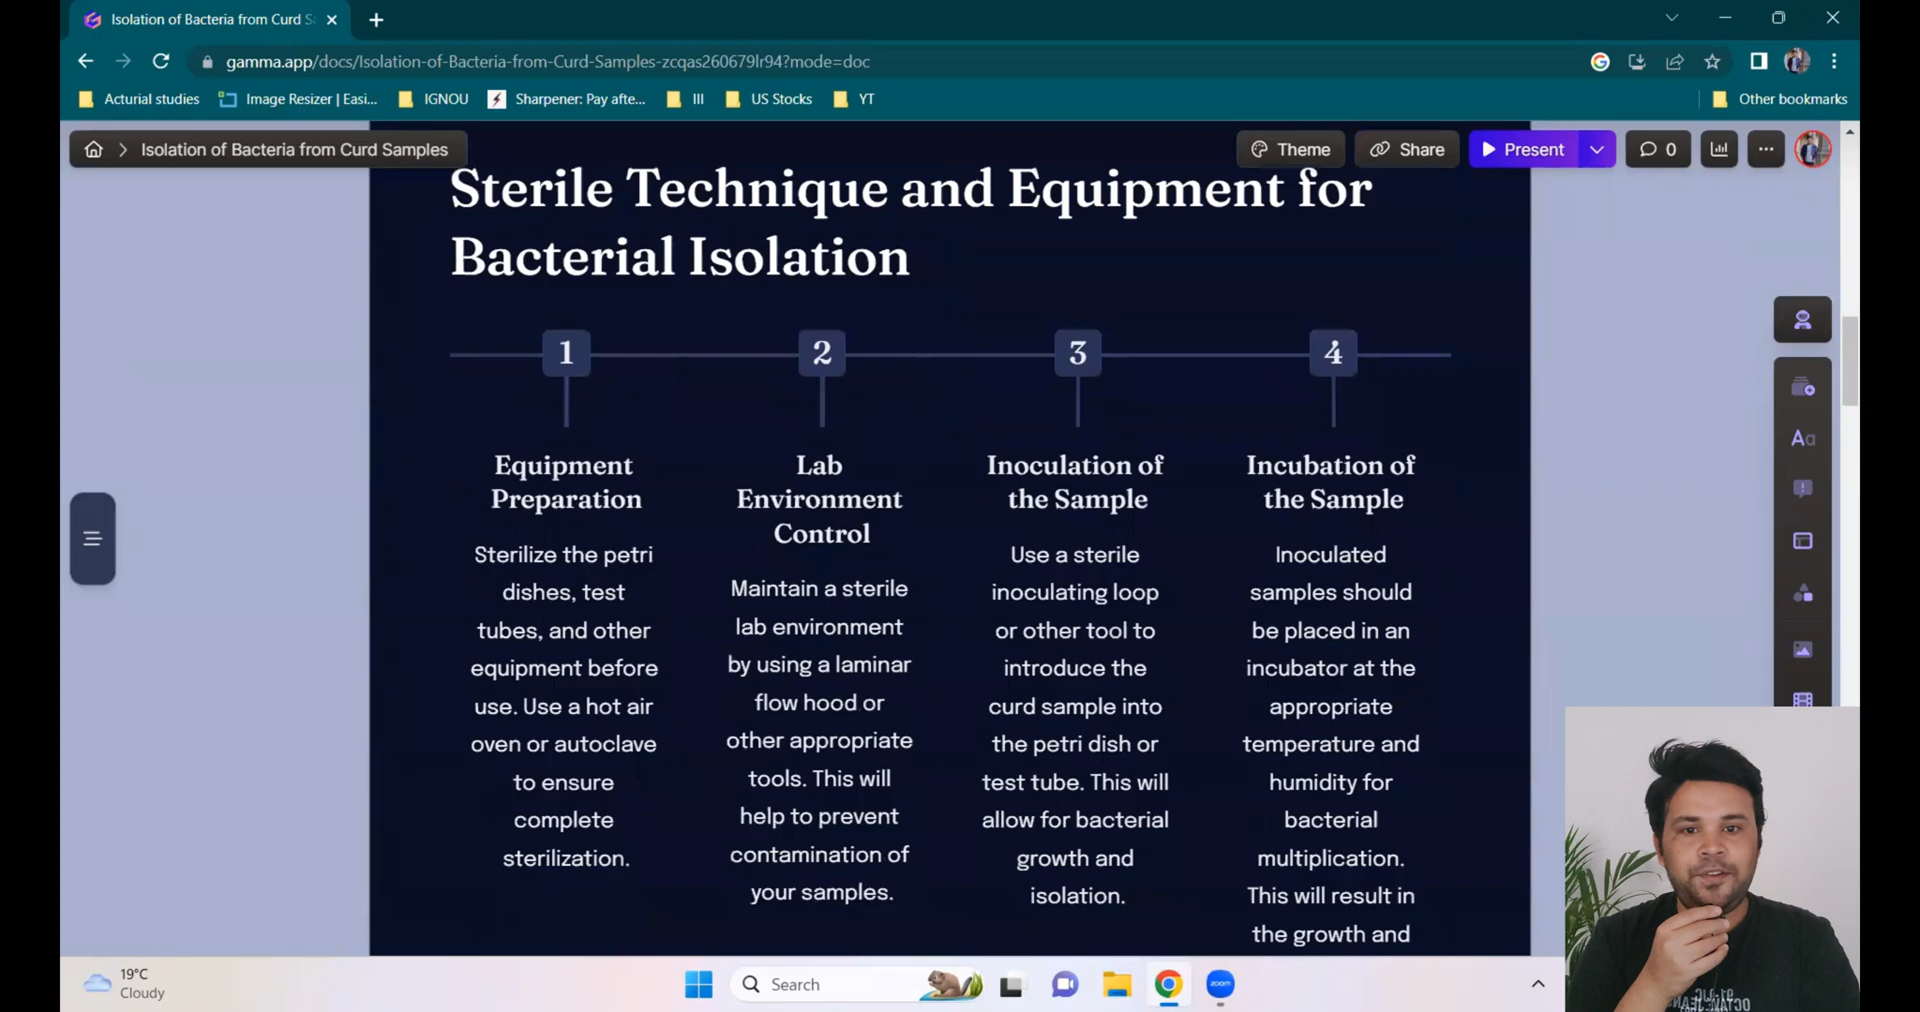 Isolation of Bacteria from Curd S
gamma.app/docs/Isolation-of-Bacteria-from-Curd-Samples-zcqas260679lr94?mode=doc
Acturial studies
Image Resizer | Easi...
IGNOU
Sharpener: Pay afte...
III
US Stocks
YT
Other bookmarks
Isolation of Bacteria from Curd Samples
Theme
Share
Present
0
Sterile Technique and Equipment for
Bacterial Isolation
1
2
3
4
Equipment
Preparation
Sterilize the petri
dishes, test
tubes, and other
equipment before
use. Use a hot air
oven or autoclave
to ensure
complete
sterilization.
Lab
Environment
Control
Maintain a sterile
lab environment
by using a laminar
flow hood or
other appropriate
tools. This will
help to prevent
contamination of
your samples.
Inoculation of
the Sample
Use a sterile
inoculating loop
or other tool to
introduce the
curd sample into
the petri dish or
test tube. This will
allow for bacterial
growth and
isolation.
Incubation of
the Sample
Inoculated
samples should
be placed in an
incubator at the
appropriate
temperature and
humidity for
bacterial
multiplication.
This will result in
the growth and
Aa
19°C
Cloudy
Search
zoom